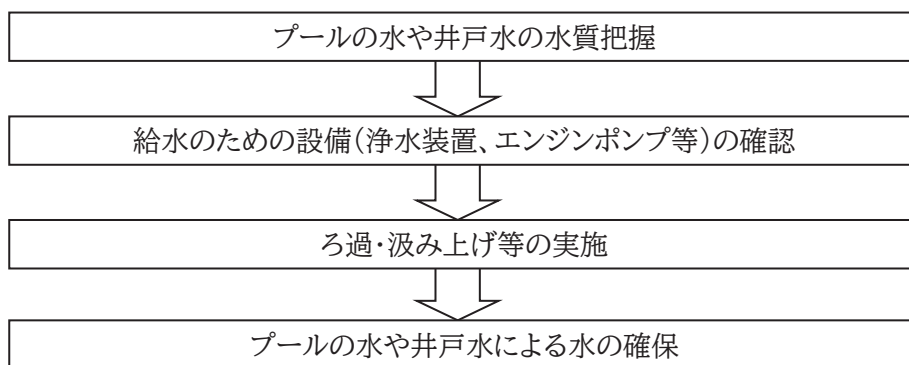 プールの水や井戸水の水質把握
給水のための設備(浄水装置、エンジンポンプ等)の確認
ろ過・汲み上げ等の実施
プールの水や井戸水による水の確保